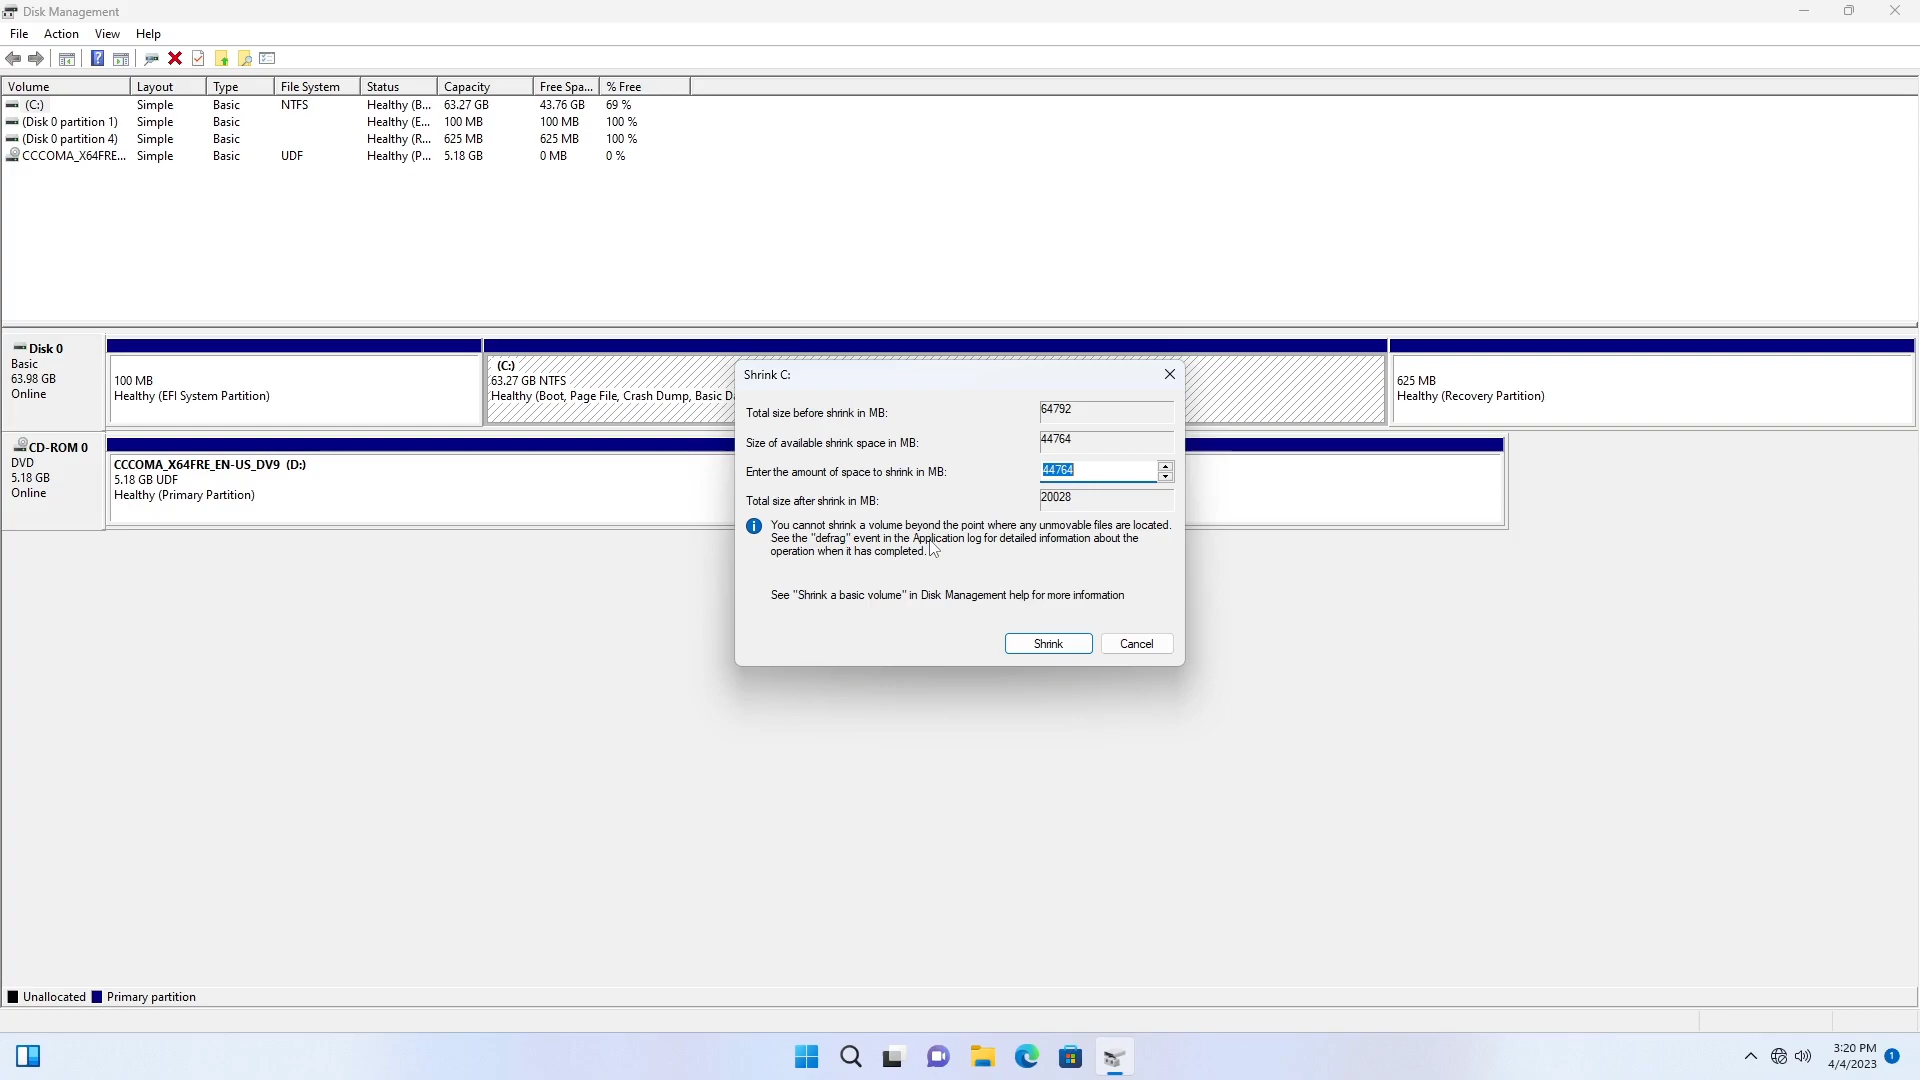 Disk Management
File Action View Help
Volume Layout Type File System Status Capacity Free Spa... % Free
(C:) Simple Basic NTFS Healthy (B... 63.27 GB 43.76 GB 69 %
(Disk 0 partition 1) Simple Basic Healthy (E... 100 MB 100 MB 100 %
(Disk 0 partition 4) Simple Basic Healthy (R... 625 MB 625 MB 100 %
CCCOMA_X64FRE... Simple Basic UDF Healthy (P... 5.18 GB 0 MB 0 %
Disk 0
Basic
63.98 GB
Online
100 MB
Healthy (EFI System Partition)
(C:)
63.27 GB NTFS
Healthy (Boot, Page File, Crash Dump, Basic D
625 MB
Healthy (Recovery Partition)
CD-ROM 0
DVD
5.18 GB
Online
CCCOMA_X64FRE_EN-US_DV9 (D:)
5.18 GB UDF
Healthy (Primary Partition)
Shrink C:
Total size before shrink in MB: 64792
Size of available shrink space in MB: 44764
Enter the amount of space to shrink in MB: 44764
Total size after shrink in MB: 20028
i You cannot shrink a volume beyond the point where any unmovable files are located.
See the "defrag" event in the Application log for detailed information about the
operation when it has completed.
See "Shrink a basic volume" in Disk Management help for more information
Shrink Cancel
Unallocated Primary partition
3:20 PM
4/4/2023 1